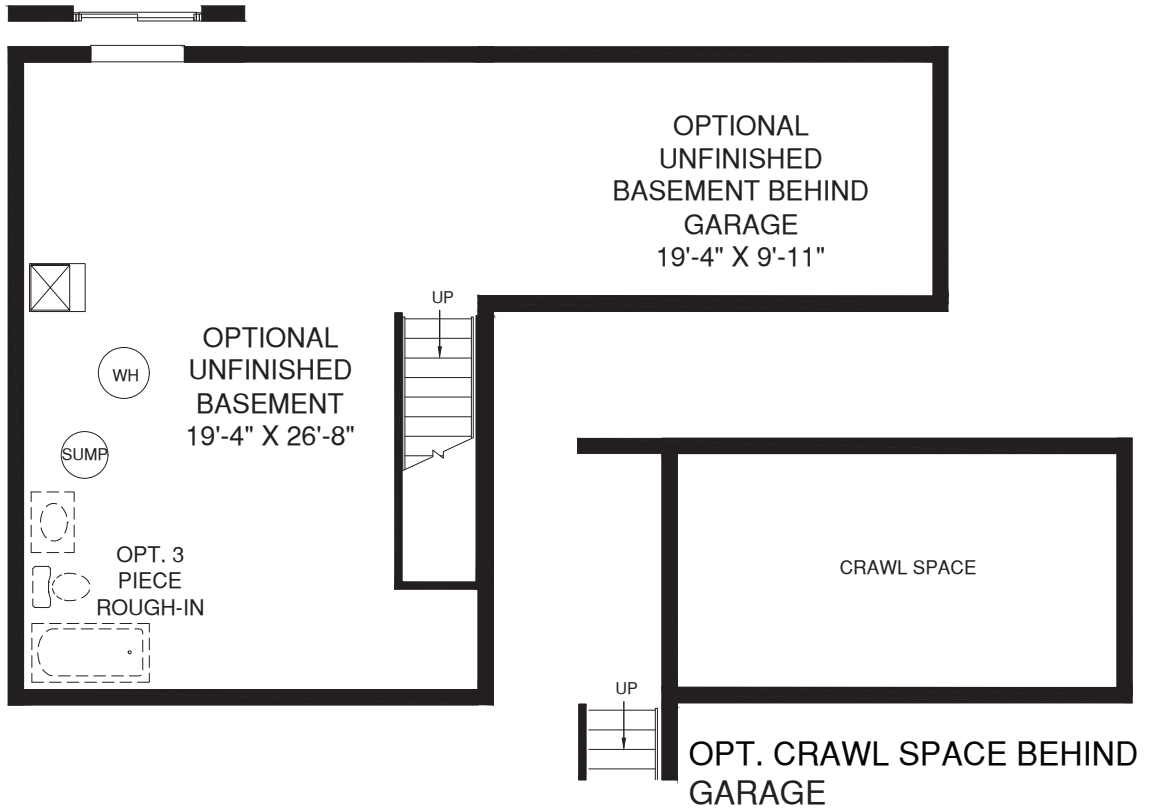 OPTIONAL
UNFINISHED
BASEMENT BEHIND
GARAGE
19'-4" X 9'-11"
UP
OPTIONAL
UNFINISHED
BASEMENT
19'-4" X 26'-8"
WH
SUMP
OPT. 3
PIECE
ROUGH-IN
CRAWL SPACE
UP
OPT. CRAWL SPACE BEHIND
GARAGE